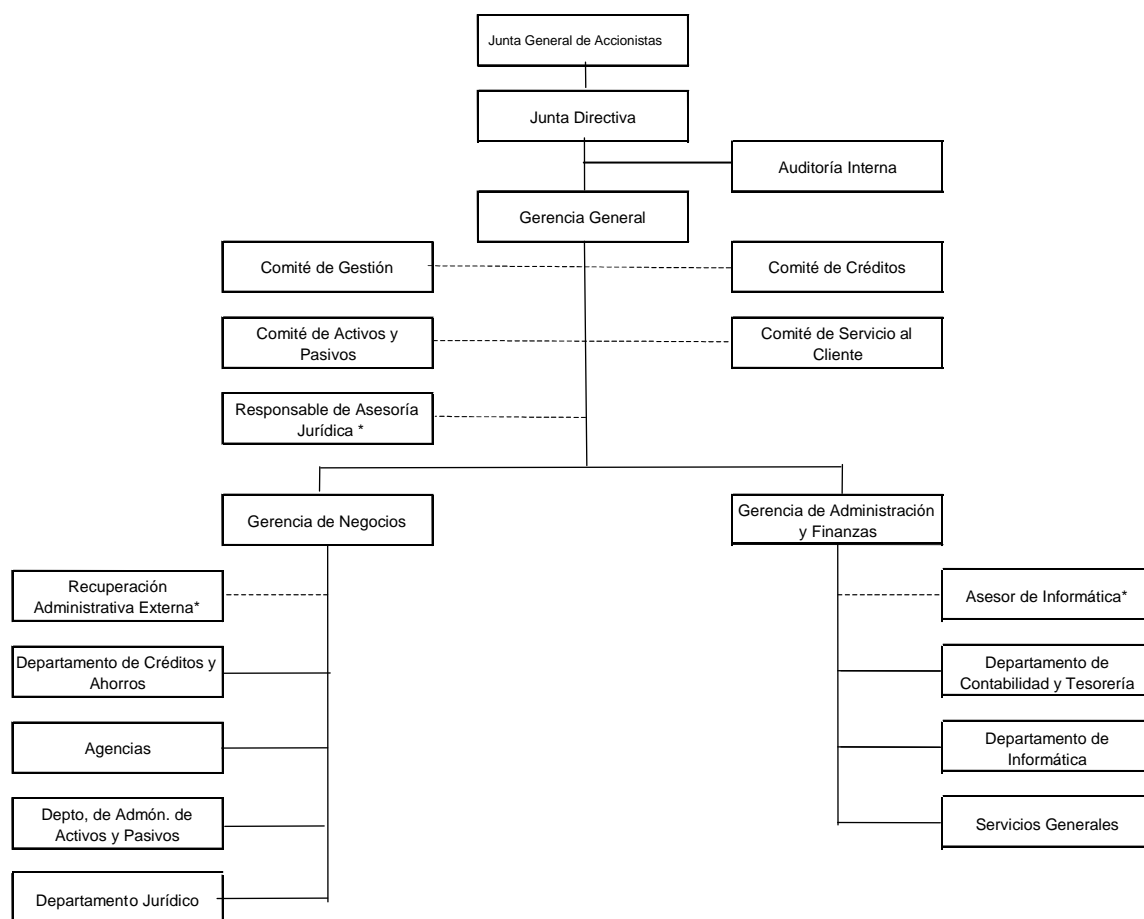 Junta General de Accionistas
Junta Directiva
Auditoría Interna
Gerencia General
Comité de Gestión
Comité de Créditos
Comité de Activos y
Pasivos
Comité de Servicio al
Cliente
Responsable de Asesoría
Jurídica *
Gerencia de Negocios
Gerencia de Administración
y Finanzas
Recuperación
Administrativa Externa*
Asesor de Informática*
Departamento de Créditos y
Ahorros
Departamento de
Contabilidad y Tesorería
Agencias
Departamento de
Informática
Depto, de Admón. de
Activos y Pasivos
Servicios Generales
Departamento Jurídico